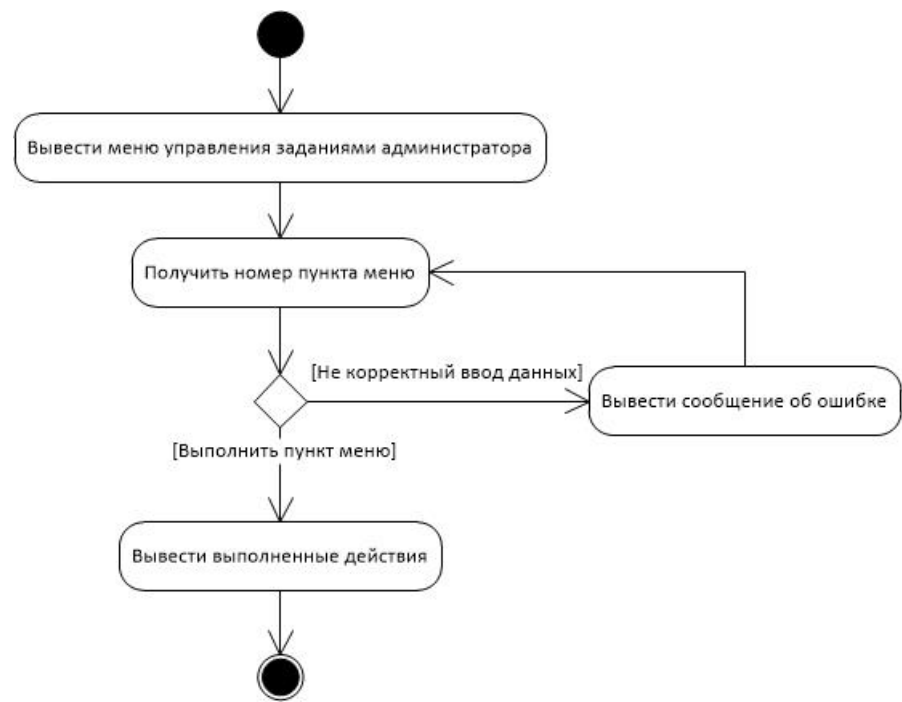 Вывести меню управления заданиями администратора
Получить номер пункта меню
[Не корректный ввод данных]
Вывести сообщение об ошибке
[Выполнить пункт меню]
Вывести выполненные действия